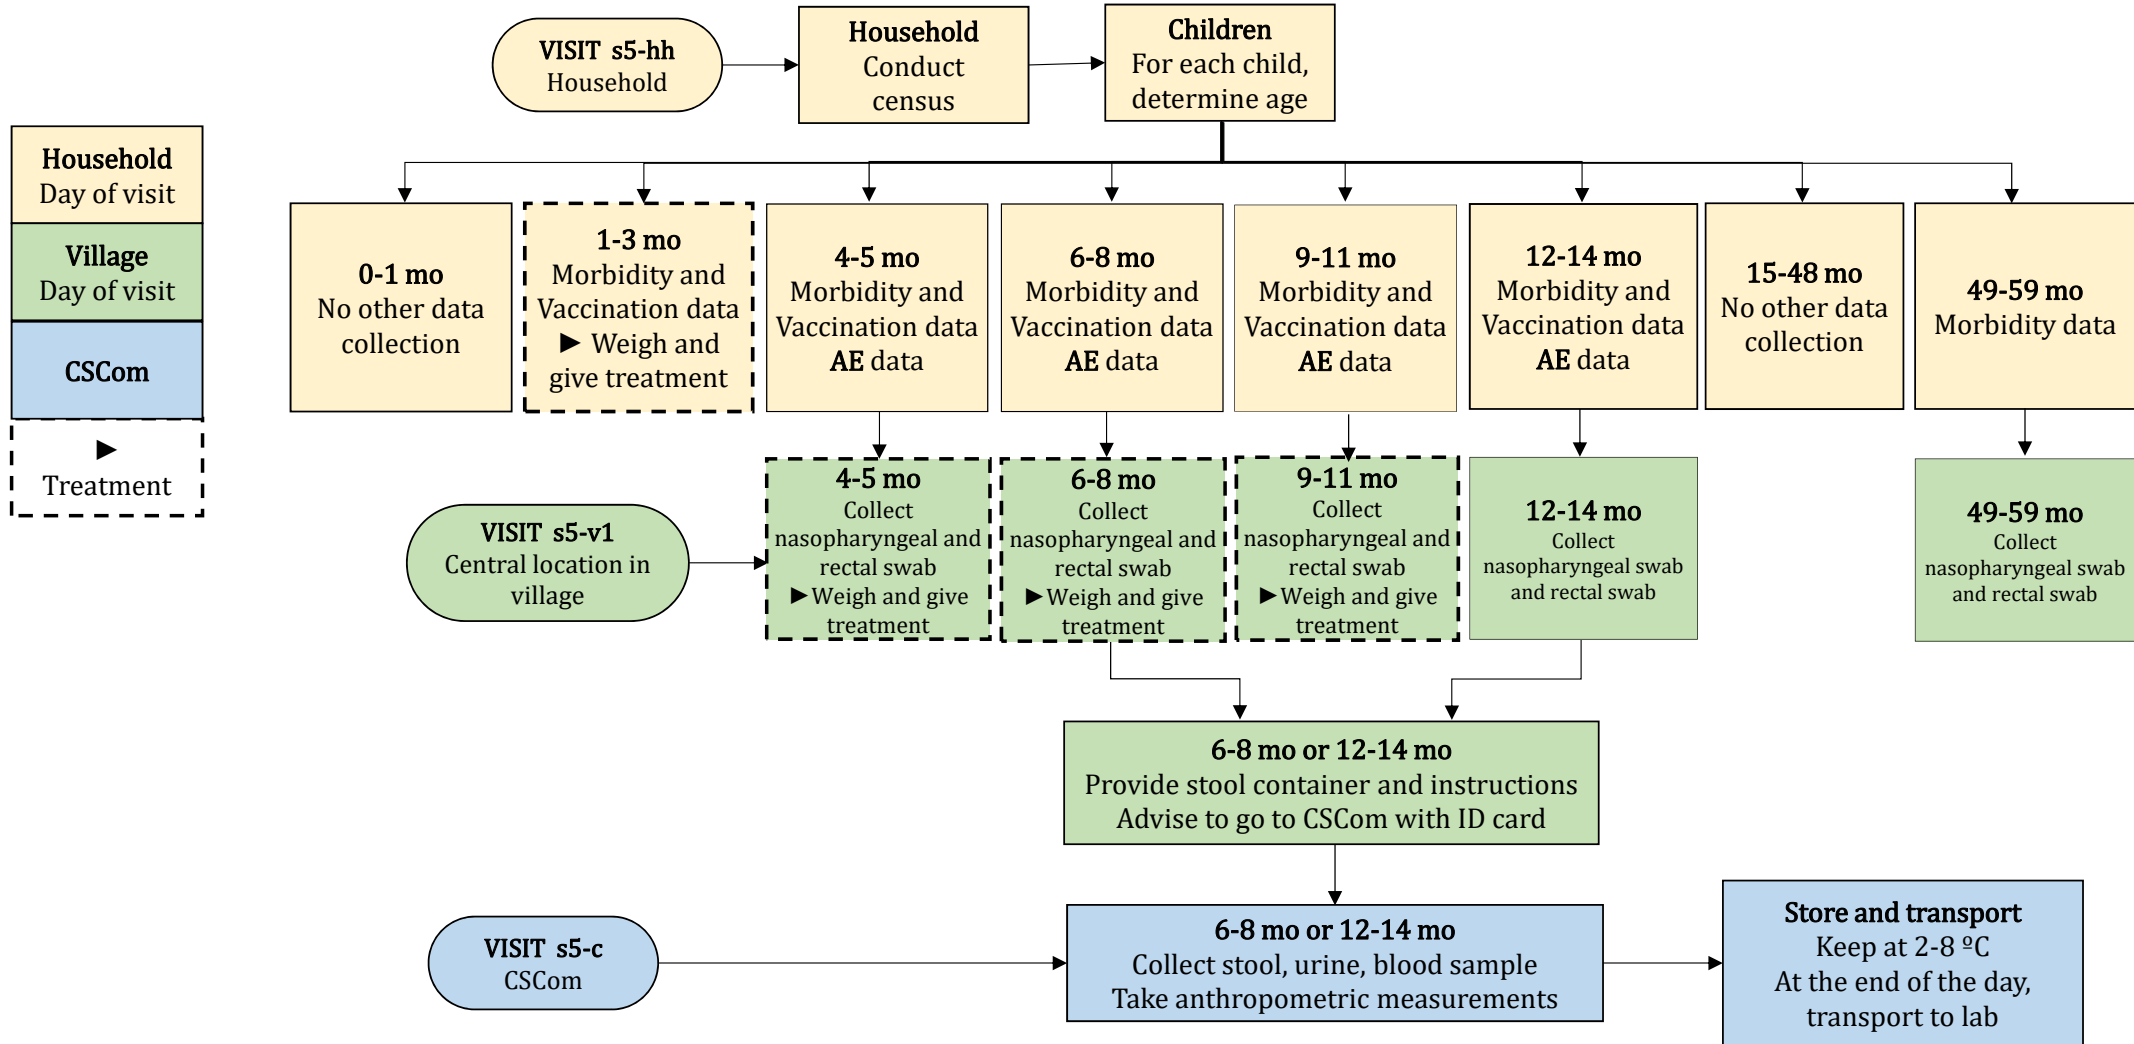 VISIT s5-hh
Household
Household
Conduct
census
Children
For each child,
determine age
Household
Day of visit
Village
Day of visit
CSCom
►
Treatment
0-1 mo
No other data
collection
1-3 mo
Morbidity and
Vaccination data
► Weigh and
give treatment
4-5 mo
Morbidity and
Vaccination data
AE data
6-8 mo
Morbidity and
Vaccination data
AE data
9-11 mo
Morbidity and
Vaccination data
AE data
12-14 mo
Morbidity and
Vaccination data
AE data
15-48 mo
No other data
collection
49-59 mo
Morbidity data
VISIT s5-v1
Central location in
village
4-5 mo
Collect
nasopharyngeal and
rectal swab
►Weigh and give
treatment
6-8 mo
Collect
nasopharyngeal and
rectal swab
►Weigh and give
treatment
9-11 mo
Collect
nasopharyngeal and
rectal swab
►Weigh and give
treatment
12-14 mo
Collect
nasopharyngeal swab
and rectal swab
49-59 mo
Collect
nasopharyngeal swab
and rectal swab
6-8 mo or 12-14 mo
Provide stool container and instructions
Advise to go to CSCom with ID card
VISIT s5-c
CSCom
6-8 mo or 12-14 mo
Collect stool, urine, blood sample
Take anthropometric measurements
Store and transport
Keep at 2-8 ºC
At the end of the day,
transport to lab